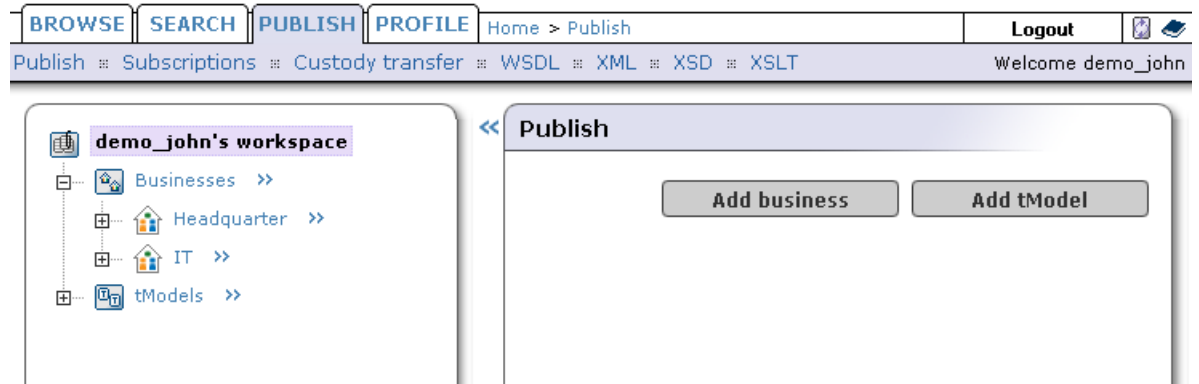 BROWSE SEARCH PUBLISH PROFILE Home > Publish Logout
Publish Subscriptions Custody transfer WSDL XML XSD XSLT Welcome demo_john
demo_john's workspace
Businesses >>
Headquarter >>
IT >>
tModels >>
<< Publish
Add business Add tModel